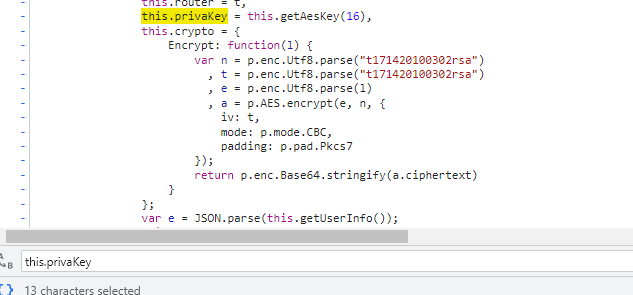 this.router = t,
this.privaKey = this.getAesKey(16),
this.crypto = {
Encrypt: function(l) {
var n = p.enc.Utf8.parse("t171420100302rsa")
, t = p.enc.Utf8.parse("t171420100302rsa")
, e = p.enc.Utf8.parse(l)
, a = p.AES.encrypt(e, n, {
iv: t,
mode: p.mode.CBC,
padding: p.pad.Pkcs7
});
return p.enc.Base64.stringify(a.ciphertext)
}
};
var e = JSON.parse(this.getUserInfo());
this.privaKey
{} 13 characters selected